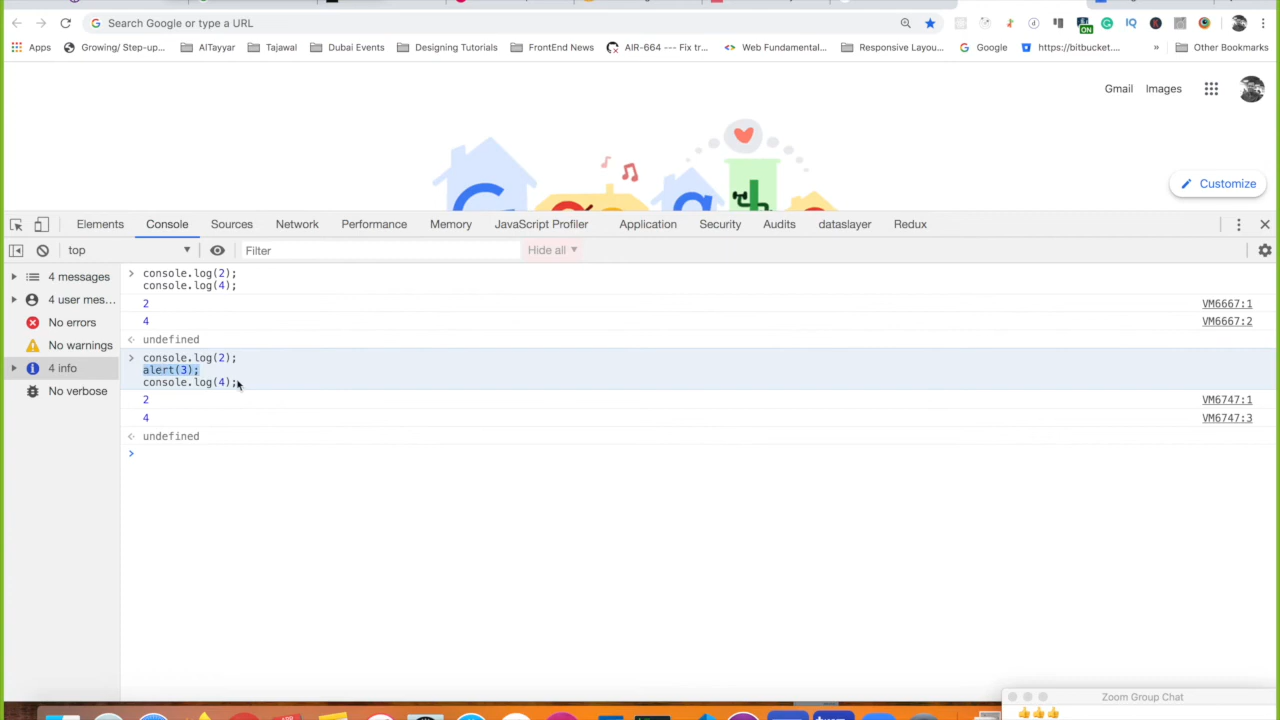 Search Google or type a URL
ON
IQ
Apps
Growing/ Step-up...
AlTayyar
Tajawal
Dubai Events
Designing Tutorials
FrontEnd News
AIR-664 --- Fix tr...
Web Fundamental...
Responsive Layou...
Google
https://bitbucket....
»
Other Bookmarks
Gmail
Images
Customize
Elements
Console
Sources
Network
Performance
Memory
JavaScript Profiler
Application
Security
Audits
datalayer
Redux
top
Filter
Hide all
4 messages
4 user mes...
No errors
No warnings
4 info
No verbose
> console.log(2);
console.log(4);
2 VM6667:1
4 VM6667:2
undefined
> console.log(2);
alert(3);
console.log(4);
2 VM6747:1
4 VM6747:3
undefined
>
Zoom Group Chat
👍👍👍